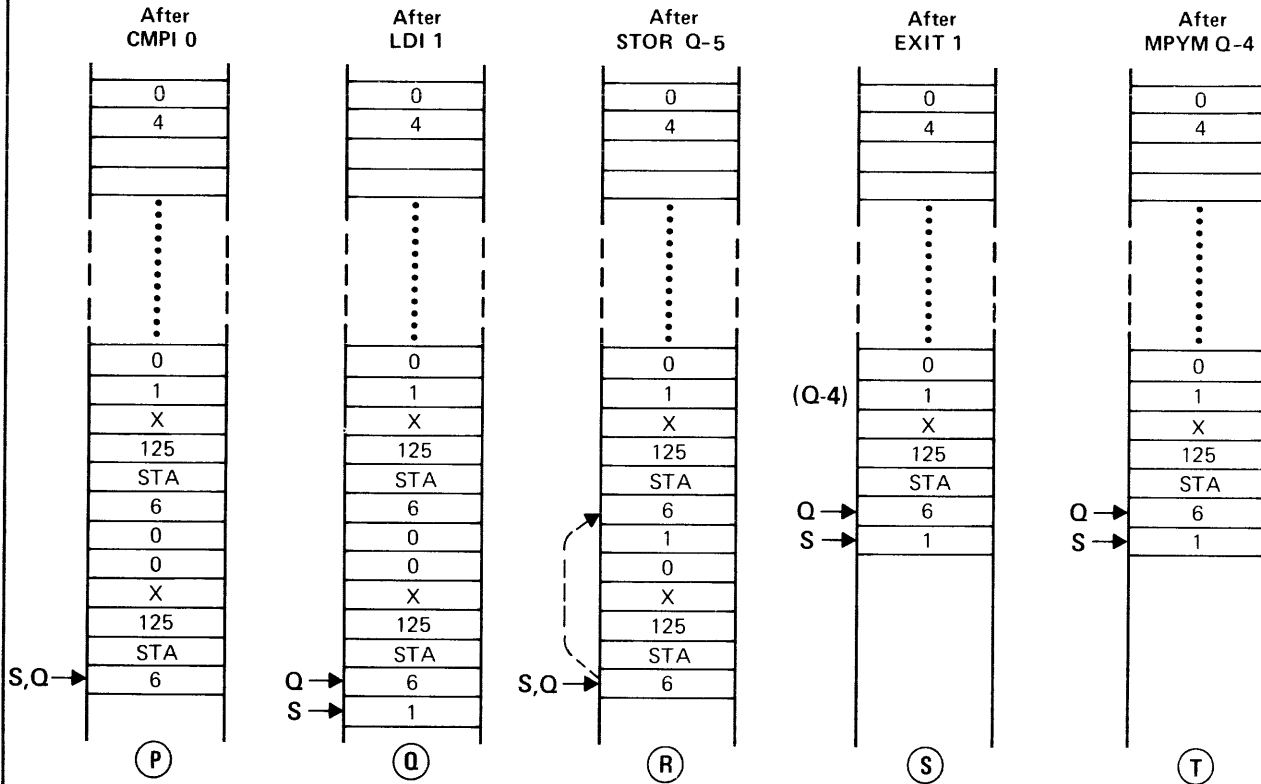 After
CMPI 0
0
4
0
1
X
125
STA
6
0
0
X
125
STA
S,Q
6
P
After
LDI 1
0
4
0
1
X
125
STA
6
0
0
X
125
STA
Q
6
S
1
Q
After
STOR Q-5
0
4
0
1
X
125
STA
6
1
0
X
125
STA
S,Q
6
R
After
EXIT 1
0
4
0
(Q-4)
1
X
125
STA
Q
6
S
1
S
After
MPYM Q-4
0
4
0
1
X
125
STA
Q
6
S
1
T